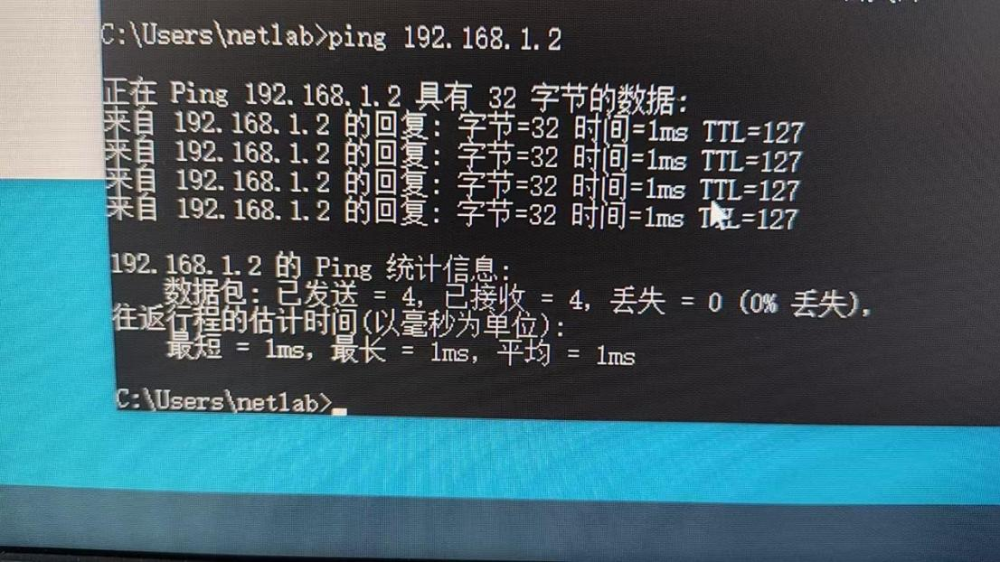 C:\Users\netlab>ping 192.168.1.2
正在 Ping 192.168.1.2 具有 32 字节的数据:
来自 192.168.1.2 的回复: 字节=32 时间=1ms TTL=127
来自 192.168.1.2 的回复: 字节=32 时间=1ms TTL=127
来自 192.168.1.2 的回复: 字节=32 时间=1ms TTL=127
来自 192.168.1.2 的回复: 字节=32 时间=1ms TTL=127
192.168.1.2 的 Ping 统计信息:
数据包: 已发送 = 4, 已接收 = 4, 丢失 = 0 (0% 丢失),
往返行程的估计时间(以毫秒为单位):
最短 = 1ms, 最长 = 1ms, 平均 = 1ms
C:\Users\netlab>